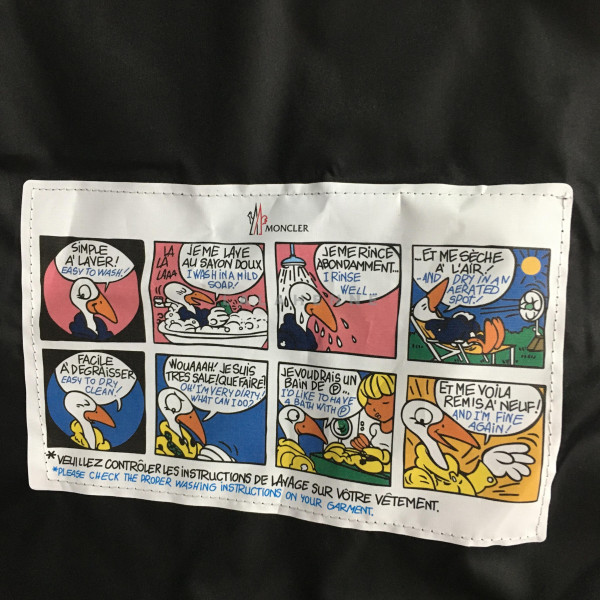 MONCLER
SIMPLE
A' LAVER!
EASY TO WASH!
LA
LA
LAAA
JE ME LAVE
AU SAVON DOUX
I WASH IN A MILD
SOAP!
JE ME RINCE
ABONDAMMENT...
I RINSE
WELL...
...ET ME SÈCHE
A' L'AIR!
...AND DRY IN AN
AERATED
SPOT!
FACILE
A' DÉGRAISSER
EASY TO DRY
CLEAN!
WOUAAAH! JE SUIS
TRES SALE! QUE FAIRE!
OH! I'M VERY DIRTY!
WHAT CAN I DO?
JE VOUDRAIS UN
BAIN DE Ⓟ...
I'D LIKE TO HAVE
A BATH WITH Ⓟ
ET ME VOILA
REMIS A' NEUF!
AND I'M FINE
AGAIN!
*VEUILLEZ CONTRÔLER LES INSTRUCTIONS DE LAVAGE SUR VÔTRE VÊTEMENT.
*PLEASE CHECK THE PROPER WASHING INSTRUCTIONS ON YOUR GARMENT.